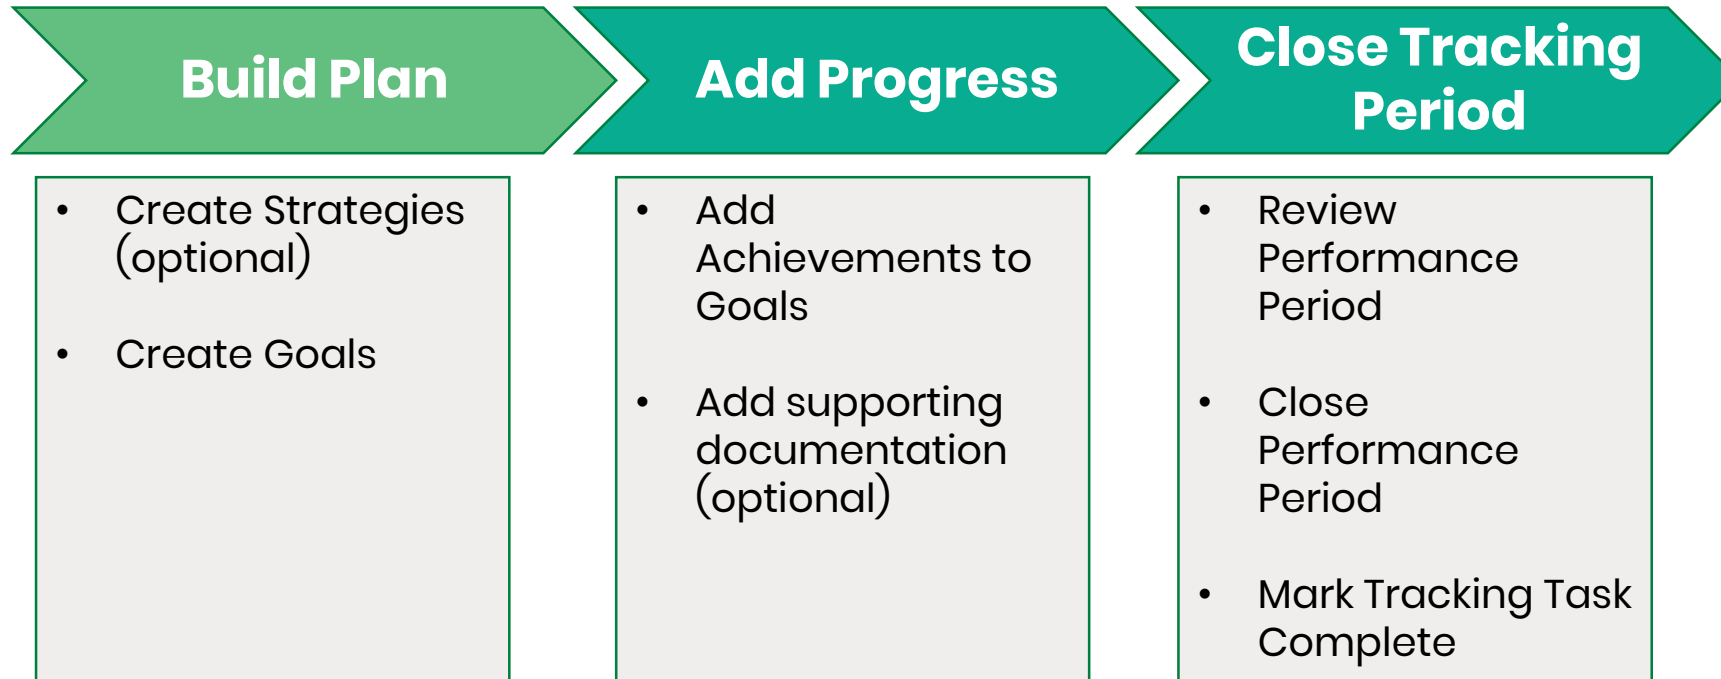 Build Plan
• Create Strategies
(optional)
• Create Goals
Add Progress
• Add
Achievements to
Goals
• Add supporting
documentation
(optional)
Close Tracking
Period
• Review
Performance
Period
• Close
Performance
Period
• Mark Tracking Task
Complete